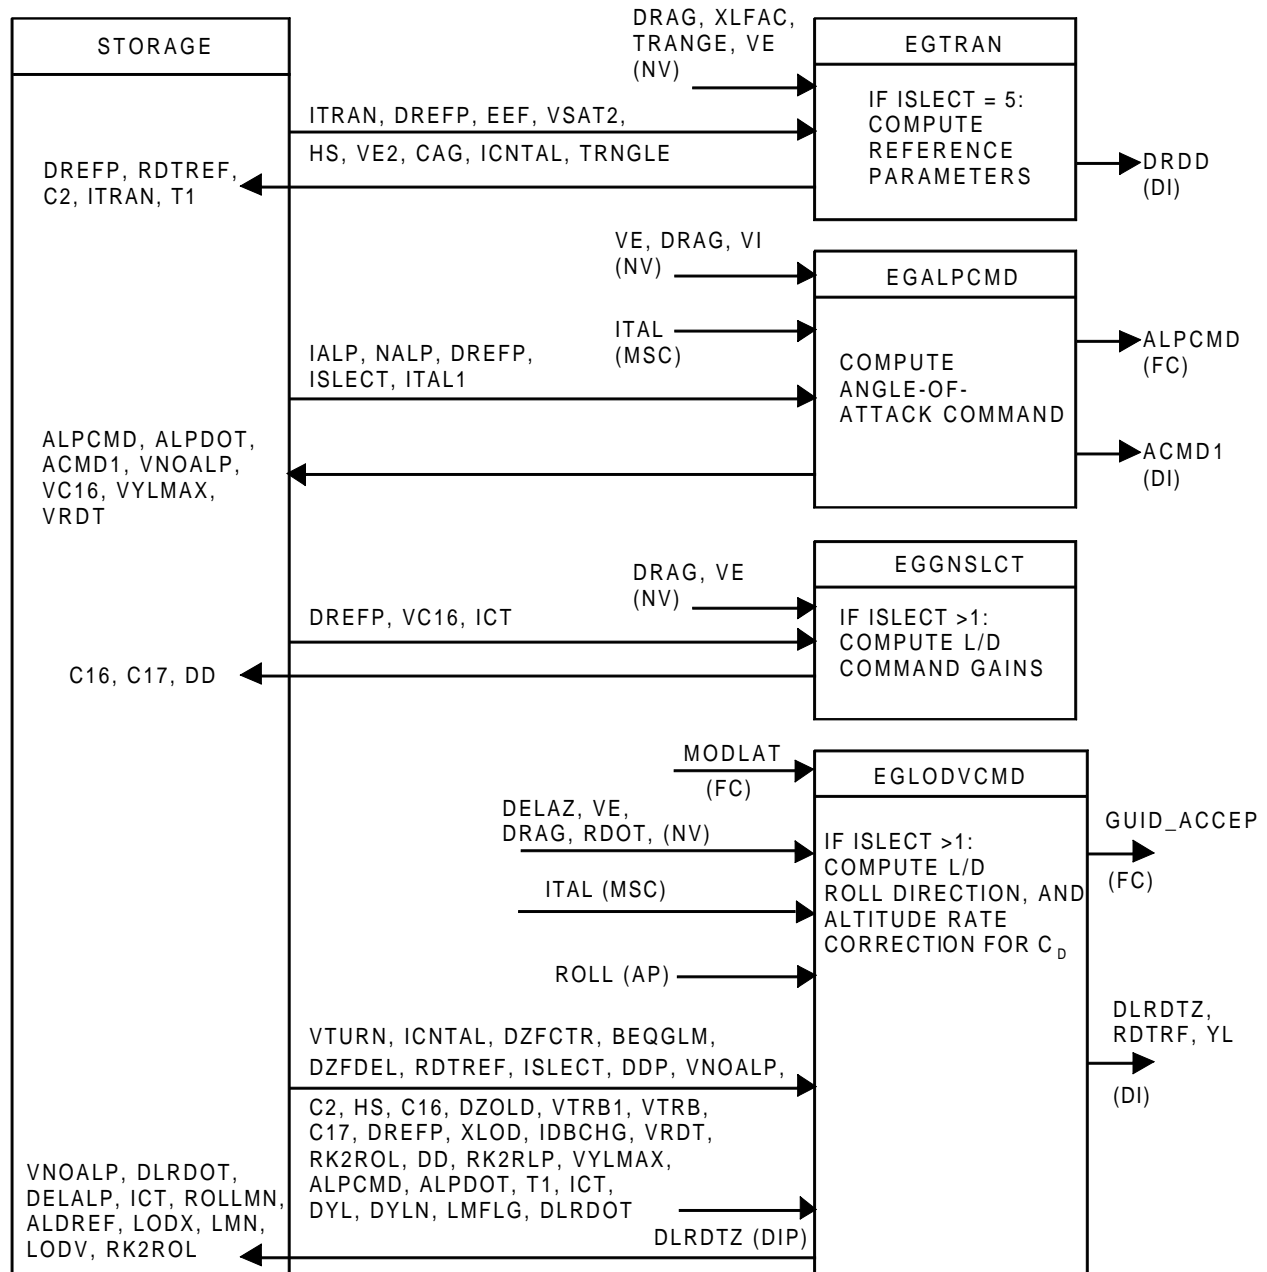 STORAGE
DRAG, XLFAC,
TRANGE, VE
(NV)
EGTRAN
IF ISLECT = 5:
COMPUTE
REFERENCE
PARAMETERS
ITRAN, DREFP, EEF, VSAT2,
HS, VE2, CAG, ICNTAL, TRNGLE
DREFP, RDTREF,
C2, ITRAN, T1
DRDD
(DI)
VE, DRAG, VI
(NV)
EGALPCMD
ITAL
(MSC)
COMPUTE
ANGLE-OF-
ATTACK COMMAND
IALP, NALP, DREFP,
ISLECT, ITAL1
ALPCMD
(FC)
ALPCMD, ALPDOT,
ACMD1, VNOALP,
VC16, VYLMAX,
VRDT
ACMD1
(DI)
DRAG, VE
(NV)
EGGNSLCT
IF ISLECT >1:
COMPUTE L/D
COMMAND GAINS
DREFP, VC16, ICT
C16, C17, DD
MODLAT
(FC)
EGLODVCMD
DELAZ, VE,
DRAG, RDOT, (NV)
IF ISLECT >1:
COMPUTE L/D
ROLL DIRECTION, AND
ALTITUDE RATE
CORRECTION FOR C D
GUID_ACCEP
(FC)
ITAL (MSC)
ROLL (AP)
VTURN, ICNTAL, DZFCTR, BEQGLM,
DZFDEL, RDTREF, ISLECT, DDP, VNOALP,
C2, HS, C16, DZOLD, VTRB1, VTRB,
C17, DREFP, XLOD, IDBCHG, VRDT,
RK2ROL, DD, RK2RLP, VYLMAX,
ALPCMD, ALPDOT, T1, ICT,
DYL, DYLN, LMFLG, DLRDOT
DLRDTZ (DIP)
DLRDTZ,
RDTRF, YL
(DI)
VNOALP, DLRDOT,
DELALP, ICT, ROLLMN,
ALDREF, LODX, LMN,
LODV, RK2ROL